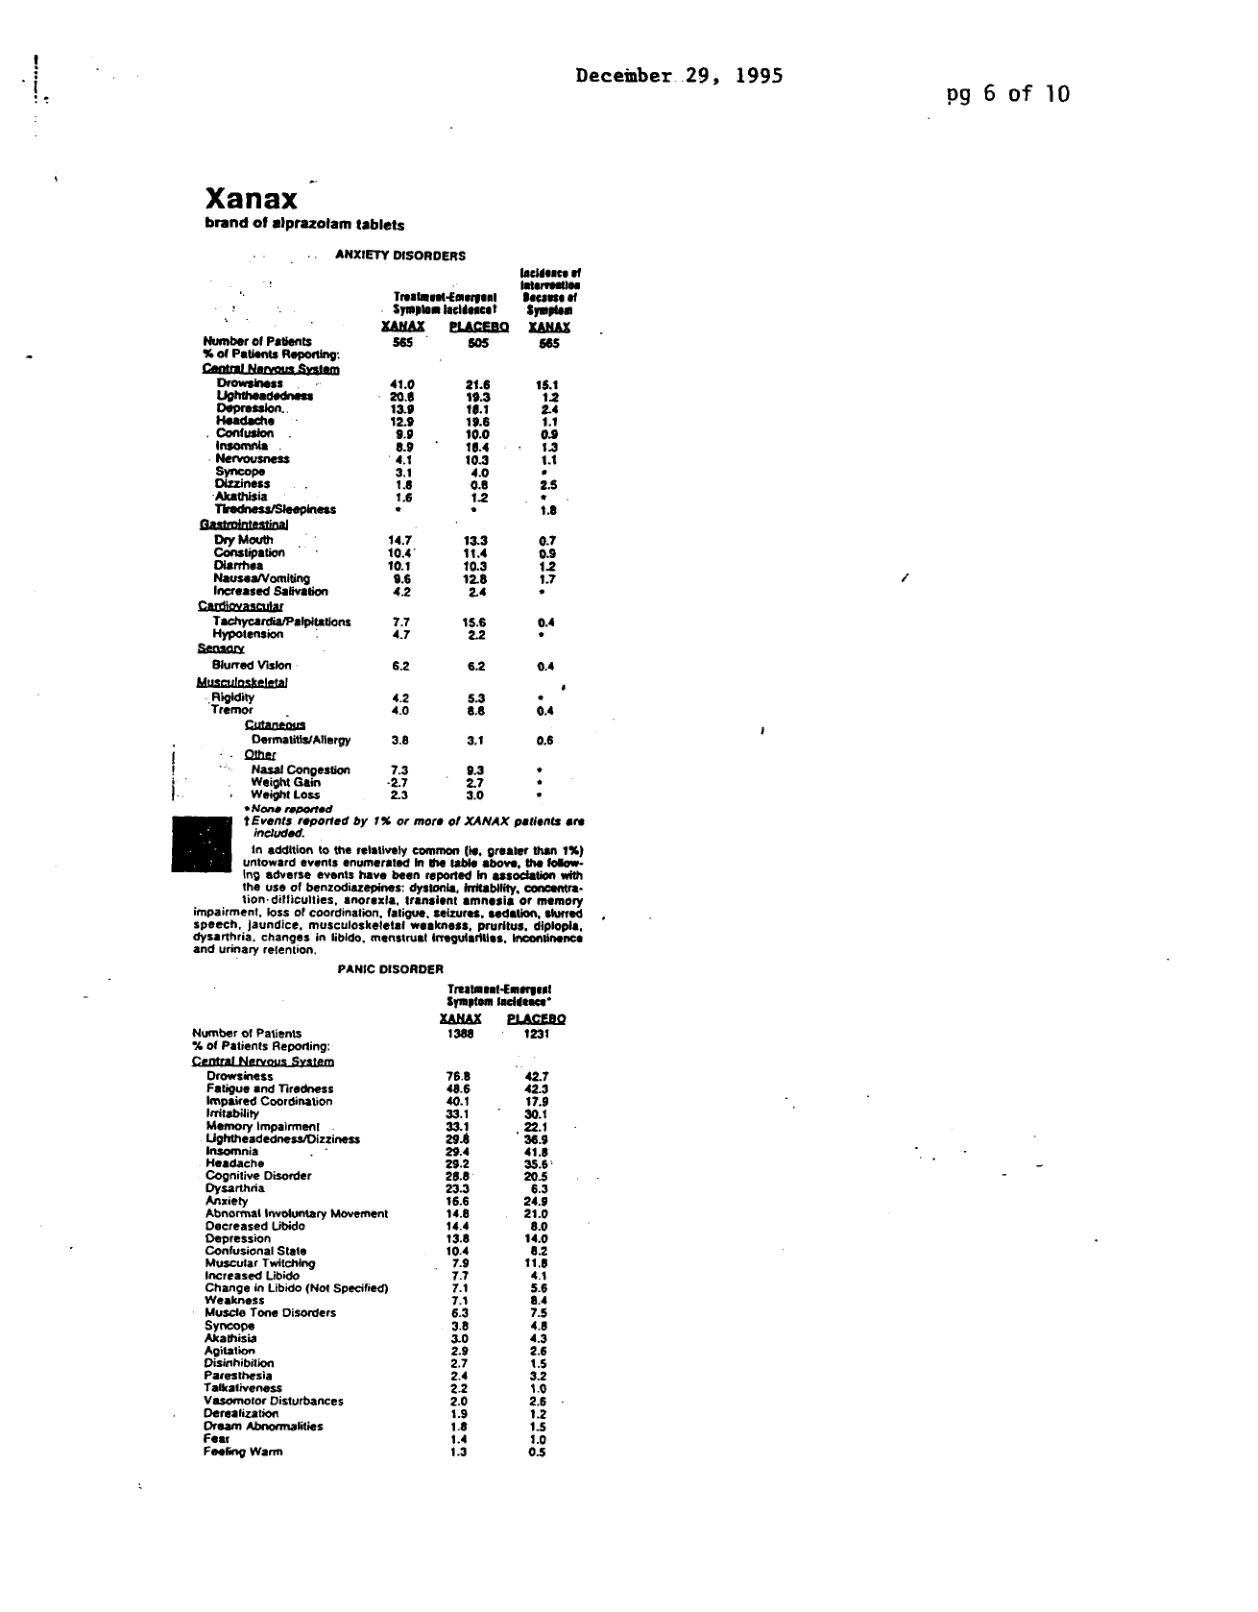 December 29, 1995
pg 6 of 10
Xanax
brand of alprazolam tablets
ANXIETY DISORDERS
Incidence of
Intervention
Treatment-Emergent Because of
Symptom Incidence† Symptom
XANAX PLACEBO XANAX
Number of Patients 565 505 565
% of Patients Reporting:
Central Nervous System
Drowsiness 41.0 21.6 15.1
Lightheadedness 20.8 19.3 1.2
Depression 13.9 18.1 2.4
Headache 12.9 19.6 1.1
Confusion 9.9 10.0 0.9
Insomnia 8.9 18.4 1.3
Nervousness 4.1 10.3 1.1
Syncope 3.1 4.0 *
Dizziness 1.8 0.8 2.5
Akathisia 1.6 1.2 *
Tiredness/Sleepiness * * 1.8
Gastrointestinal
Dry Mouth 14.7 13.3 0.7
Constipation 10.4 11.4 0.9
Diarrhea 10.1 10.3 1.2
Nausea/Vomiting 9.6 12.8 1.7
Increased Salivation 4.2 2.4 *
Cardiovascular
Tachycardia/Palpitations 7.7 15.6 0.4
Hypotension 4.7 2.2 *
Sensory
Blurred Vision 6.2 6.2 0.4
Musculoskeletal
Rigidity 4.2 5.3 *
Tremor 4.0 8.8 0.4
Cutaneous
Dermatitis/Allergy 3.8 3.1 0.6
Other
Nasal Congestion 7.3 9.3 *
Weight Gain 2.7 2.7 *
Weight Loss 2.3 3.0 *
*None reported
†Events reported by 1% or more of XANAX patients are
included.
In addition to the relatively common (ie, greater than 1%)
untoward events enumerated in the table above, the follow-
ing adverse events have been reported in association with
the use of benzodiazepines: dystonia, irritability, concentra-
tion difficulties, anorexia, transient amnesia or memory
impairment, loss of coordination, fatigue, seizures, sedation, slurred
speech, jaundice, musculoskeletal weakness, pruritus, diplopia,
dysarthria, changes in libido, menstrual irregularities, incontinence
and urinary retention.
PANIC DISORDER
Treatment-Emergent
Symptom Incidence*
XANAX PLACEBO
Number of Patients 1388 1231
% of Patients Reporting:
Central Nervous System
Drowsiness 76.8 42.7
Fatigue and Tiredness 48.6 42.3
Impaired Coordination 40.1 17.9
Irritability 33.1 30.1
Memory Impairment 33.1 22.1
Lightheadedness/Dizziness 29.8 36.9
Insomnia 29.4 41.8
Headache 29.2 35.6
Cognitive Disorder 28.8 20.5
Dysarthria 23.3 6.3
Anxiety 16.6 24.9
Abnormal Involuntary Movement 14.8 21.0
Decreased Libido 14.4 8.0
Depression 13.8 14.0
Confusional State 10.4 8.2
Muscular Twitching 7.9 11.8
Increased Libido 7.7 4.1
Change in Libido (Not Specified) 7.1 5.6
Weakness 7.1 8.4
Muscle Tone Disorders 6.3 7.5
Syncope 3.8 4.8
Akathisia 3.0 4.3
Agitation 2.9 2.6
Disinhibition 2.7 1.5
Paresthesia 2.4 3.2
Talkativeness 2.2 1.0
Vasomotor Disturbances 2.0 2.6
Derealization 1.9 1.2
Dream Abnormalities 1.8 1.5
Fear 1.4 1.0
Feeling Warm 1.3 0.5